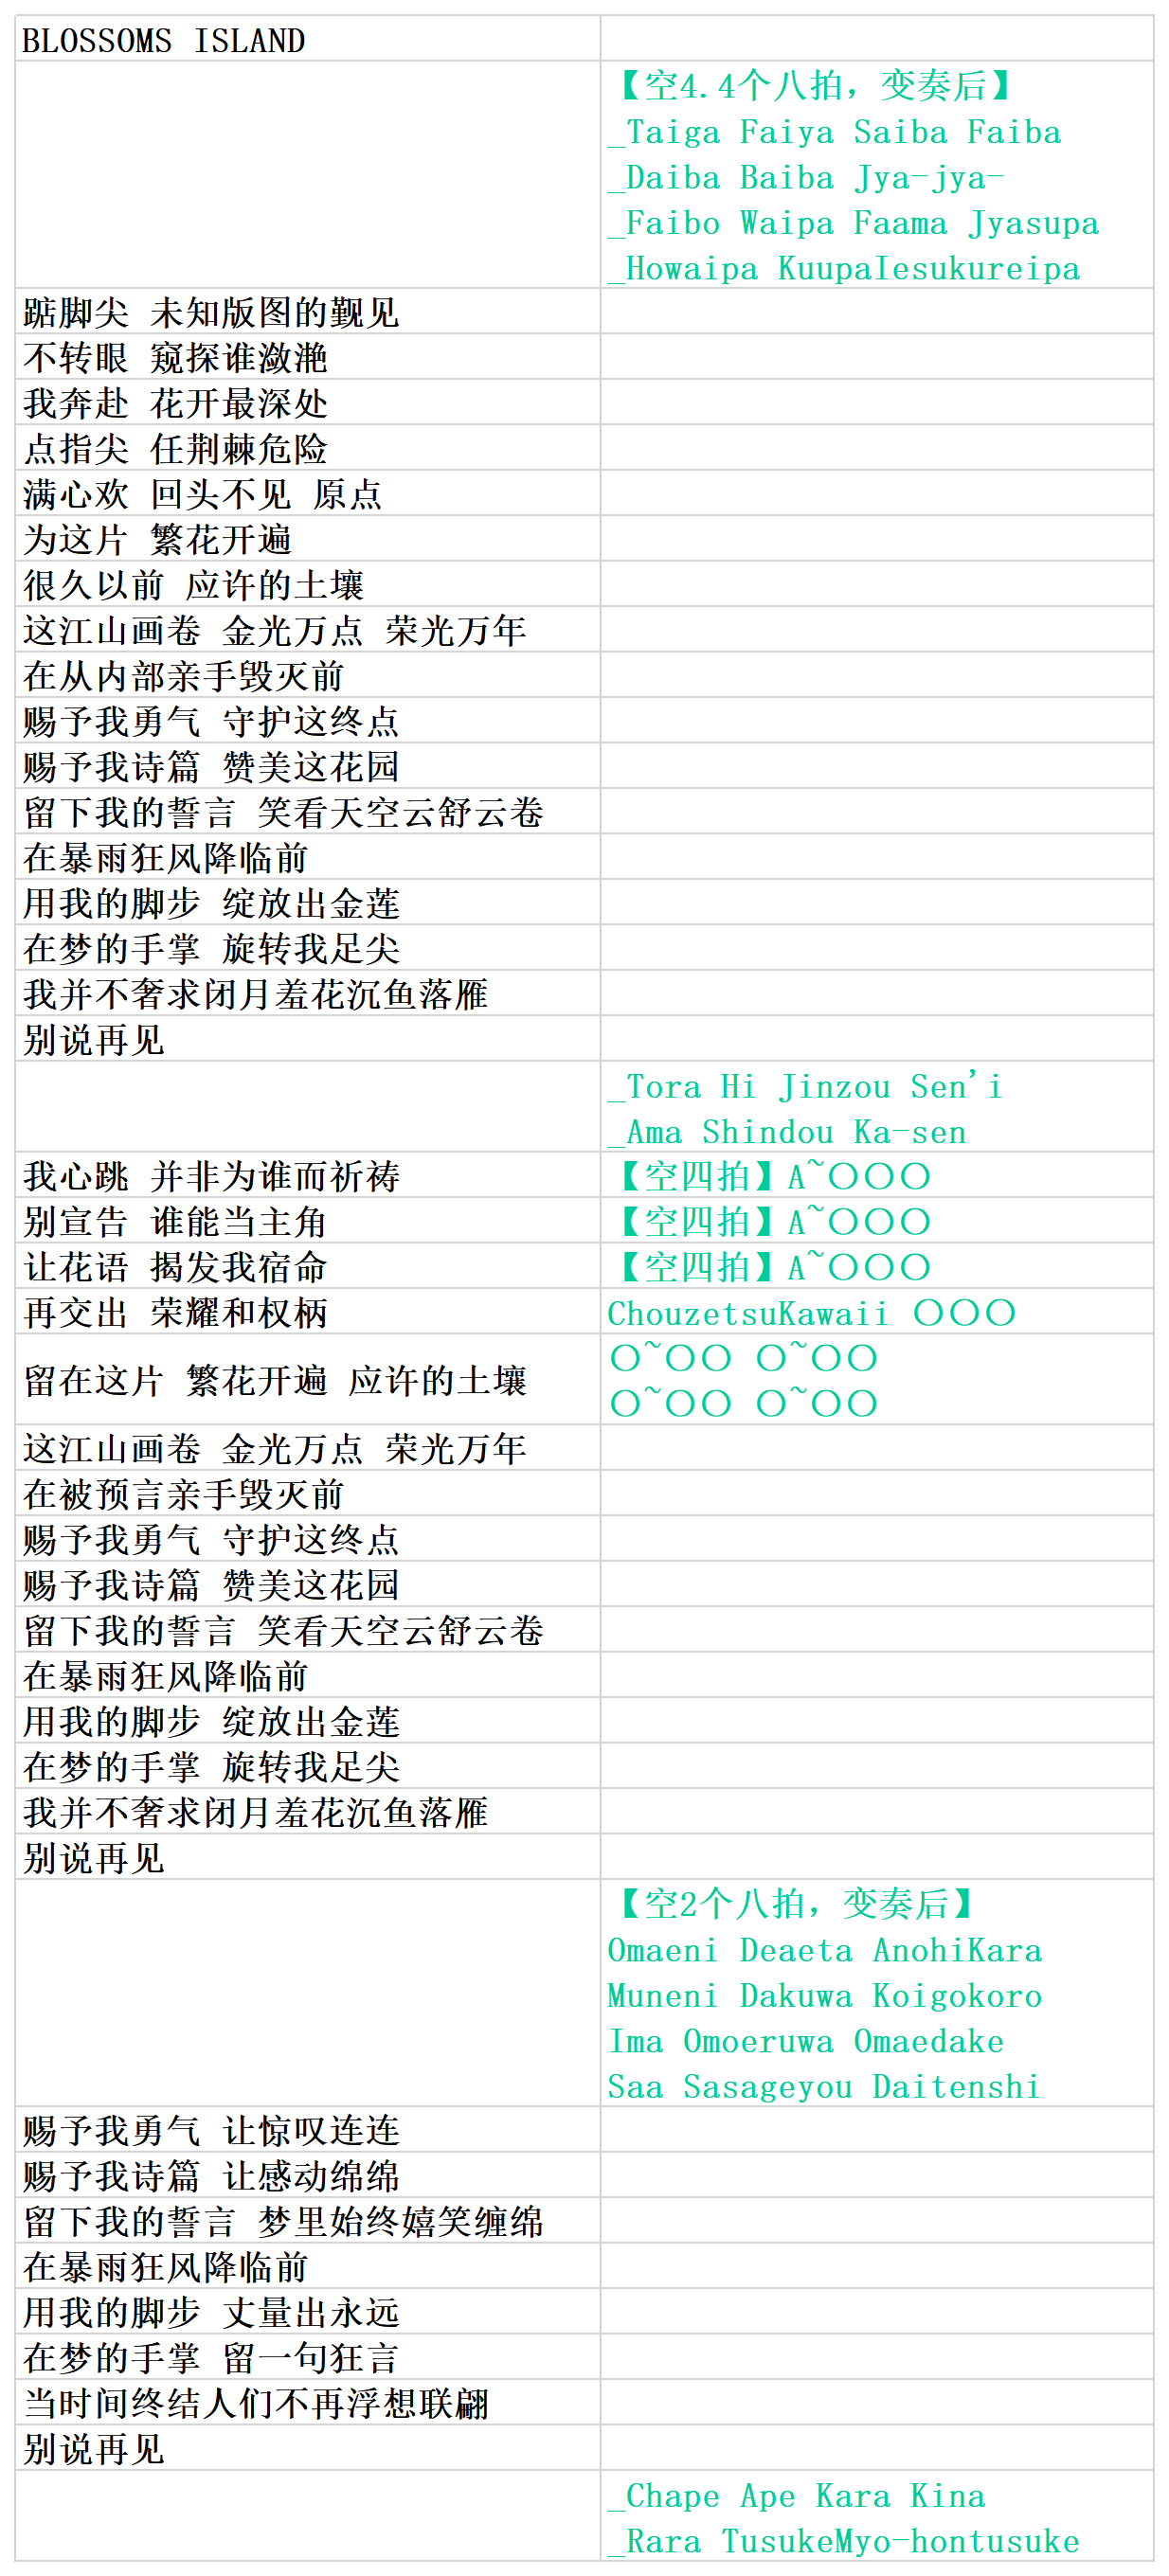 BLOSSOMS ISLAND
【空4.4个八拍，变奏后】
_Taiga Faiya Saiba Faiba
_Daiba Baiba Jya-jya-
_Faibo Waipa Faama Jyasupa
_Howaipa KuupaIesukureipa
踮脚尖 未知版图的觐见
不转眼 窥探谁潋滟
我奔赴 花开最深处
点指尖 任荆棘危险
满心欢 回头不见 原点
为这片 繁花开遍
很久以前 应许的土壤
这江山画卷 金光万点 荣光万年
在从内部亲手毁灭前
赐予我勇气 守护这终点
赐予我诗篇 赞美这花园
留下我的誓言 笑看天空云舒云卷
在暴雨狂风降临前
用我的脚步 绽放出金莲
在梦的手掌 旋转我足尖
我并不奢求闭月羞花沉鱼落雁
别说再见
_Tora Hi Jinzou Sen'i
_Ama Shindou Ka-sen
我心跳 并非为谁而祈祷 【空四拍】A~〇〇〇
别宣告 谁能当主角 【空四拍】A~〇〇〇
让花语 揭发我宿命 【空四拍】A~〇〇〇
再交出 荣耀和权柄 ChouzetsuKawaii 〇〇〇
留在这片 繁花开遍 应许的土壤
〇~〇〇 〇~〇〇
〇~〇〇 〇~〇〇
这江山画卷 金光万点 荣光万年
在被预言亲手毁灭前
赐予我勇气 守护这终点
赐予我诗篇 赞美这花园
留下我的誓言 笑看天空云舒云卷
在暴雨狂风降临前
用我的脚步 绽放出金莲
在梦的手掌 旋转我足尖
我并不奢求闭月羞花沉鱼落雁
别说再见
【空2个八拍，变奏后】
Omaeni Deaeta AnohiKara
Muneni Dakuwa Koigokoro
Ima Omoeruwa Omaedake
Saa Sasageyou Daitenshi
赐予我勇气 让惊叹连连
赐予我诗篇 让感动绵绵
留下我的誓言 梦里始终嬉笑缠绵
在暴雨狂风降临前
用我的脚步 丈量出永远
在梦的手掌 留一句狂言
当时间终结人们不再浮想联翩
别说再见
_Chape Ape Kara Kina
_Rara TusukeMyo-hontusuke